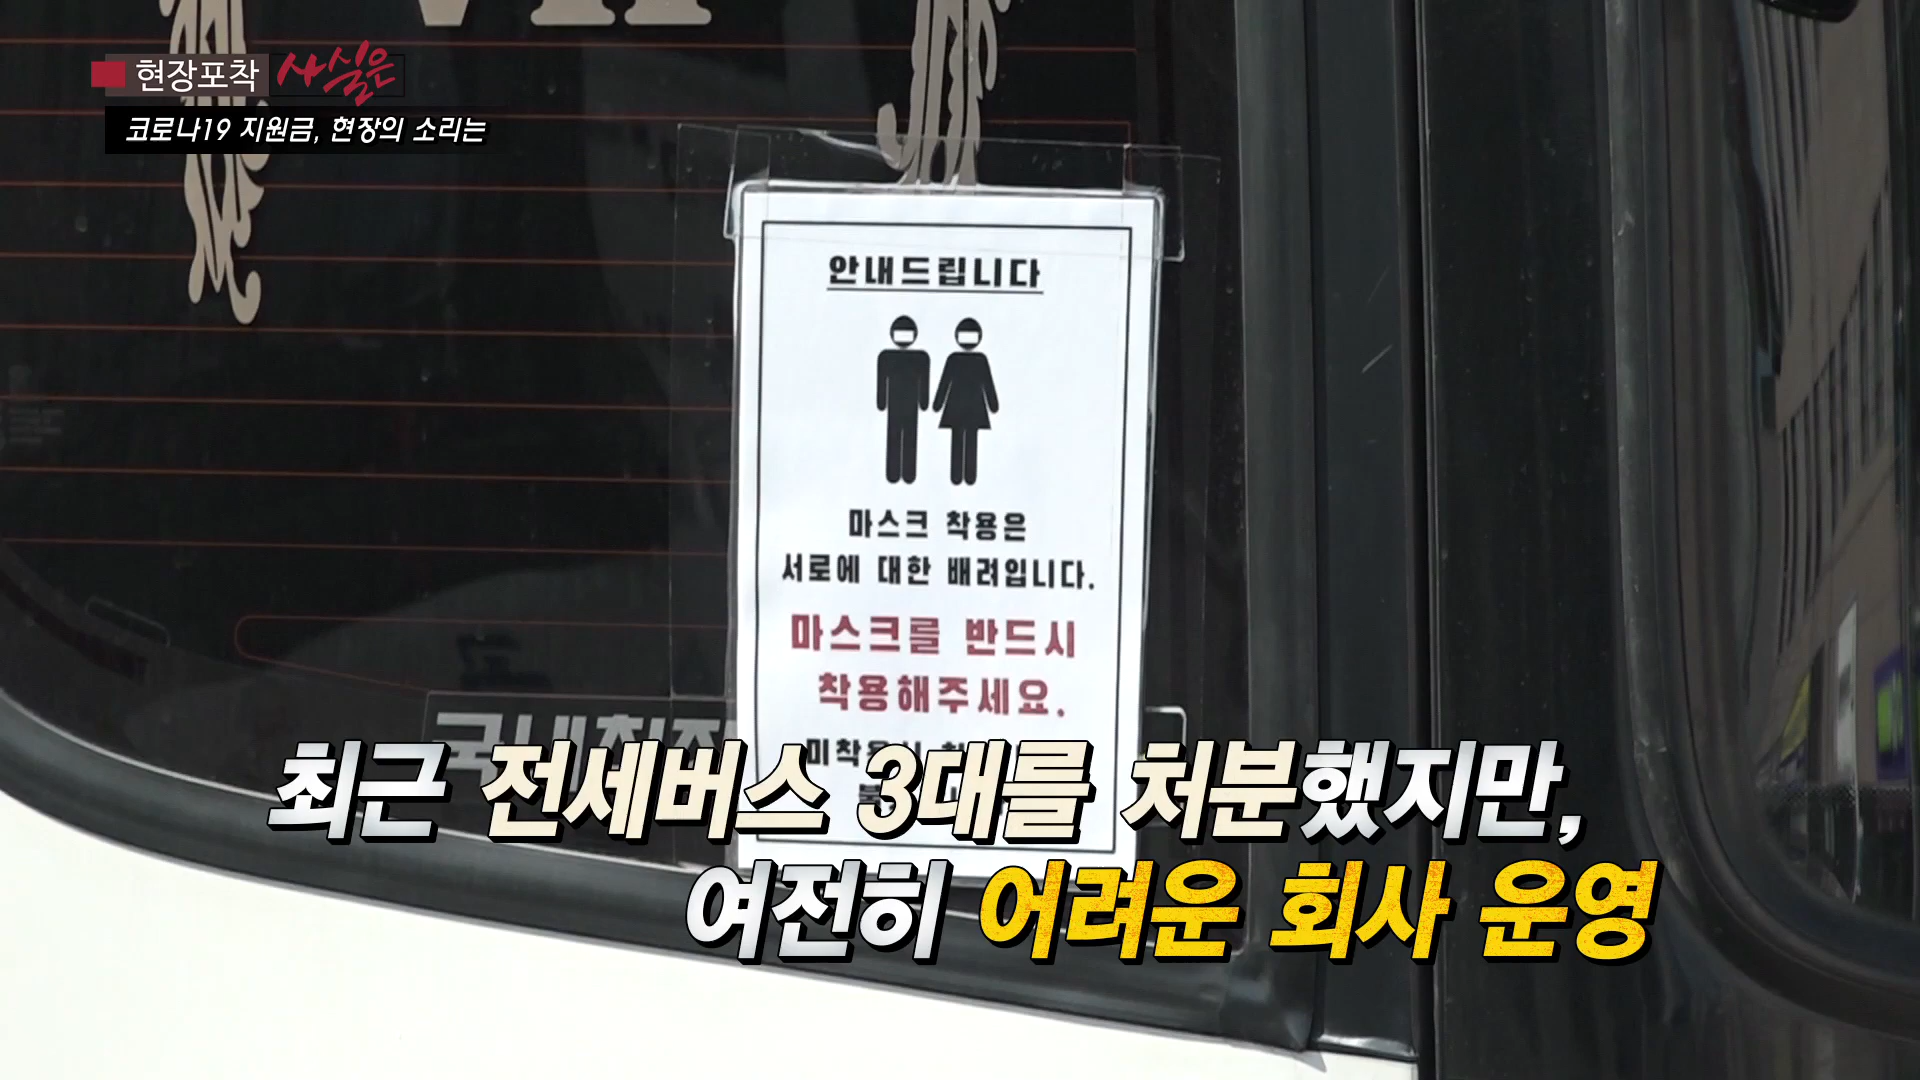 현장포착 사실은
코로나19 지원금, 현장의 소리는
안내드립니다
마스크 착용은
서로에 대한 배려입니다.
마스크를 반드시
착용해주세요.
최근 전세버스 3대를 처분했지만,
여전히 어려운 회사 운영